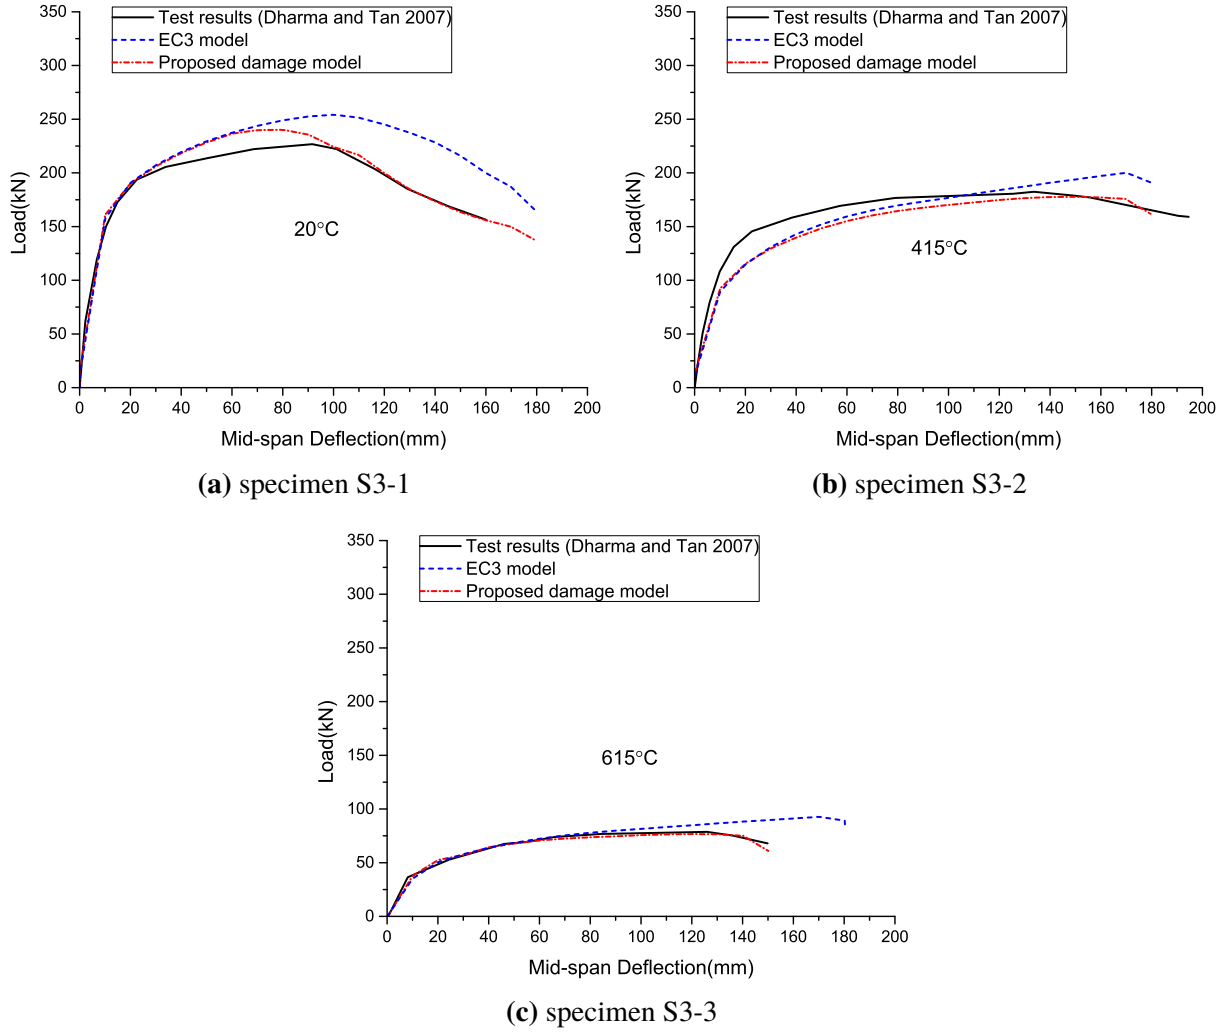 Test results (Dharma and Tan 2007)
EC3 model
Proposed damage model
350
300
250
200
150
100
50
0
Load(kN)
20°C
0 20 40 60 80 100 120 140 160 180 200
Mid-span Deflection(mm)
(a) specimen S3-1
Test results (Dharma and Tan 2007)
EC3 model
Proposed damage model
350
300
250
200
150
100
50
0
Load(kN)
415°C
0 20 40 60 80 100 120 140 160 180 200
Mid-span Deflection(mm)
(b) specimen S3-2
Test results (Dharma and Tan 2007)
EC3 model
Proposed damage model
350
300
250
200
150
100
50
0
Load(kN)
615°C
0 20 40 60 80 100 120 140 160 180 200
Mid-span Deflection(mm)
(c) specimen S3-3